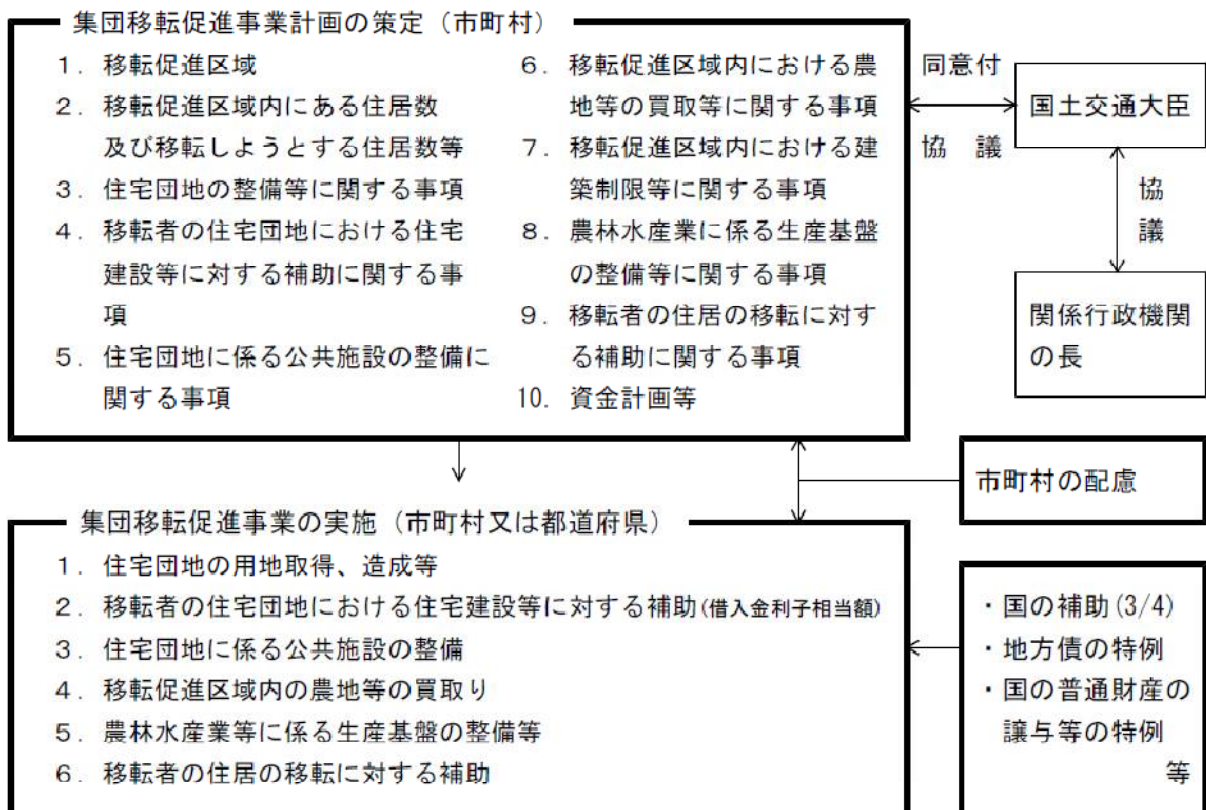 集団移転促進事業計画の策定（市町村）
１．移転促進区域
２．移転促進区域内にある住居数
及び移転しようとする住居数等
３．住宅団地の整備等に関する事項
４．移転者の住宅団地における住宅
建設等に対する補助に関する事
項
５．住宅団地に係る公共施設の整備に
関する事項
６．移転促進区域内における農
地等の買取等に関する事項
７．移転促進区域内における建
築制限等に関する事項
８．農林水産業に係る生産基盤
の整備等に関する事項
９．移転者の住居の移転に対す
る補助に関する事項
10．資金計画等
同意付
協　議
国土交通大臣
協
議
関係行政機関
の長
市町村の配慮
集団移転促進事業の実施（市町村又は都道府県）
１．住宅団地の用地取得、造成等
２．移転者の住宅団地における住宅建設等に対する補助(借入金利子相当額)
３．住宅団地に係る公共施設の整備
４．移転促進区域内の農地等の買取り
５．農林水産業等に係る生産基盤の整備等
６．移転者の住居の移転に対する補助
・国の補助(3/4)
・地方債の特例
・国の普通財産の
譲与等の特例
等